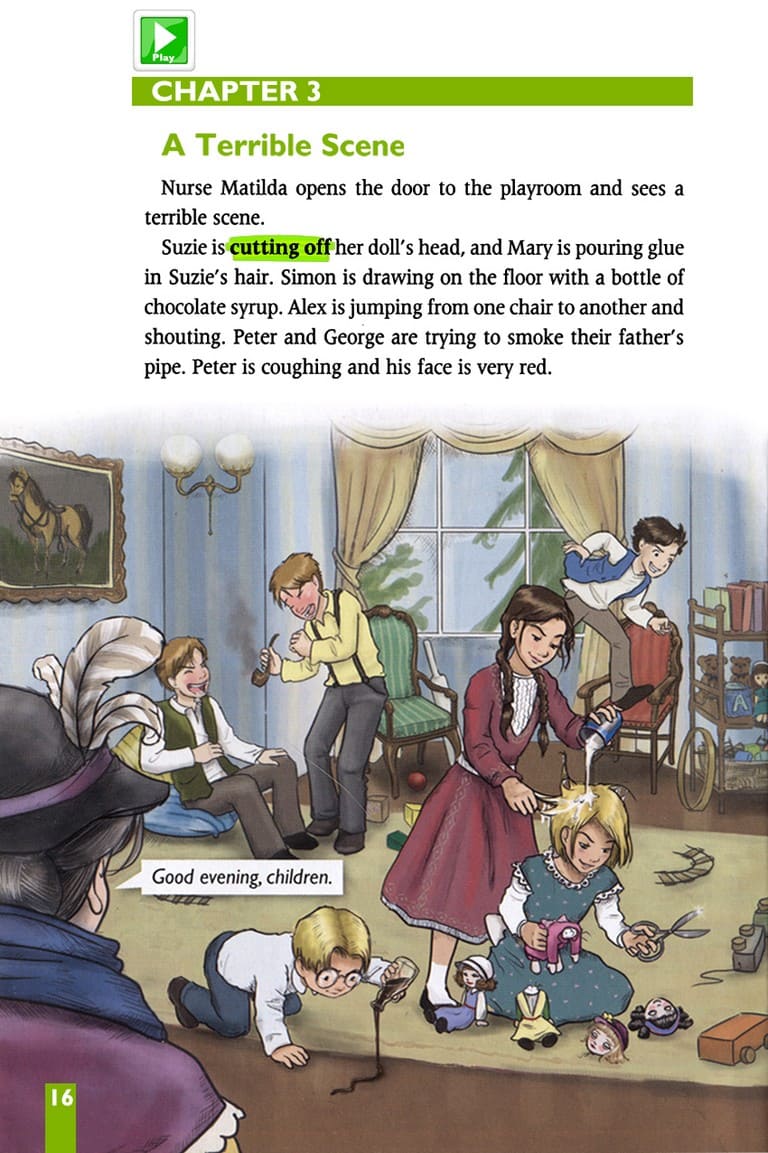 Play
CHAPTER 3
A Terrible Scene
Nurse Matilda opens the door to the playroom and sees a
terrible scene.
Suzie is cutting off her doll's head, and Mary is pouring glue
in Suzie's hair. Simon is drawing on the floor with a bottle of
chocolate syrup. Alex is jumping from one chair to another and
shouting. Peter and George are trying to smoke their father's
pipe. Peter is coughing and his face is very red.
A
Good evening, children.
16